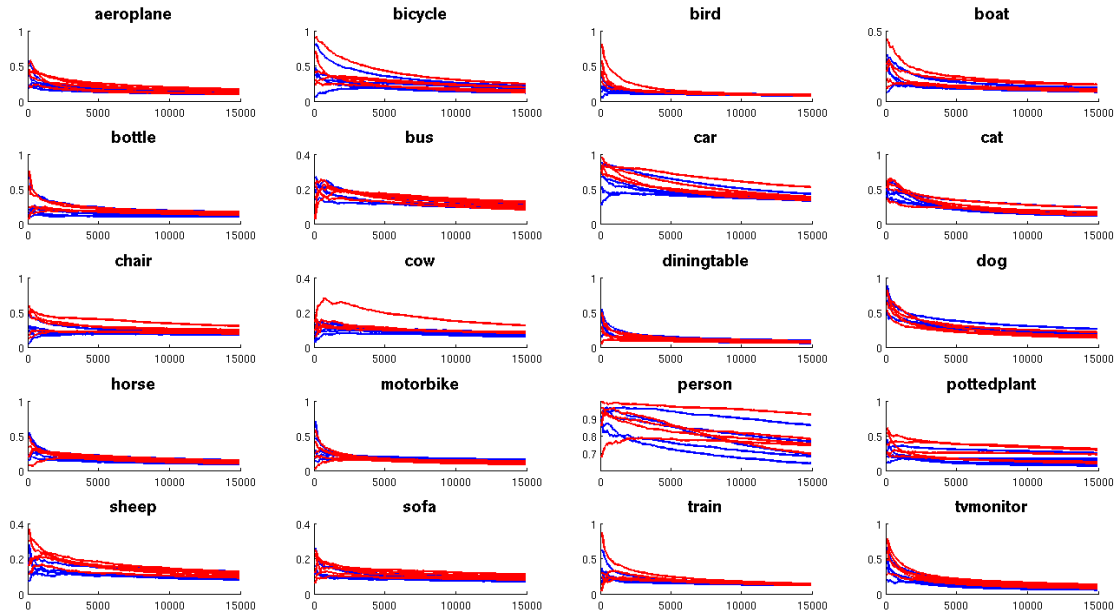 aeroplane bicycle bird boat
1 1 1 0.5
0.5 0.5 0.5
0 0 0 0
0 5000 10000 15000 0 5000 10000 15000 0 5000 10000 15000 0 5000 10000 15000
bottle bus car cat
1 0.4 1 1
0.5 0.2 0.5 0.5
0 0 0 0
0 5000 10000 15000 0 5000 10000 15000 0 5000 10000 15000 0 5000 10000 15000
chair cow diningtable dog
1 0.4 1 1
0.5 0.2 0.5 0.5
0 0 0 0
0 5000 10000 15000 0 5000 10000 15000 0 5000 10000 15000 0 5000 10000 15000
horse motorbike person pottedplant
1 1 0.9 1
0.5 0.5 0.8 0.5
0 0 0.7 0
0 5000 10000 15000 0 5000 10000 15000 0 5000 10000 15000 0 5000 10000 15000
sheep sofa train tvmonitor
0.4 0.4 1 1
0.2 0.2 0.5 0.5
0 0 0 0
0 5000 10000 15000 0 5000 10000 15000 0 5000 10000 15000 0 5000 10000 15000